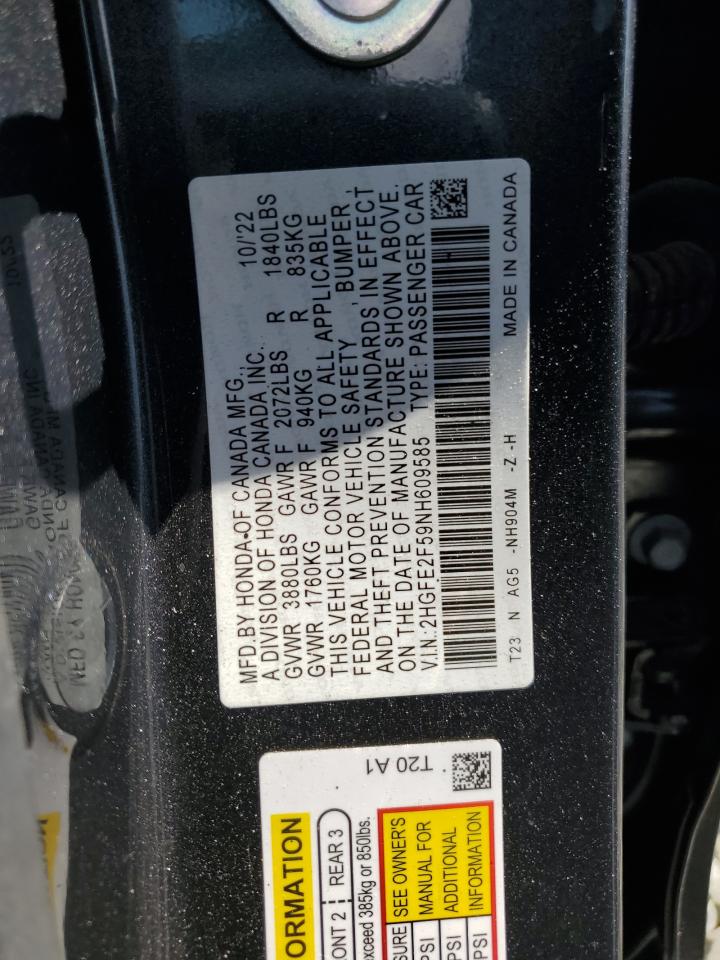 MFD.BY HONDA OF CANADA MFG., 10/'22
A DIVISION OF HONDA CANADA INC.
GVWR 3880LBS GAWR F 2072LBS R 1840LBS
GVWR 1760KG GAWR F 940KG R 835KG
THIS VEHICLE CONFORMS TO ALL APPLICABLE
FEDERAL MOTOR VEHICLE SAFETY , BUMPER ,
AND THEFT PREVENTION STANDARDS IN EFFECT
ON THE DATE OF MANUFACTURE SHOWN ABOVE.
V.I.N.:2HGFE2F59NH609585 TYPE: PASSENGER CAR
T23 N AG5 -NH904M -Z -H MADE IN CANADA
T20 A1
ORMATION
ONT 2 REAR 3
exceed 385kg or 850lbs.
SURE SEE OWNER'S
PSI MANUAL FOR
PSI ADDITIONAL
PSI INFORMATION